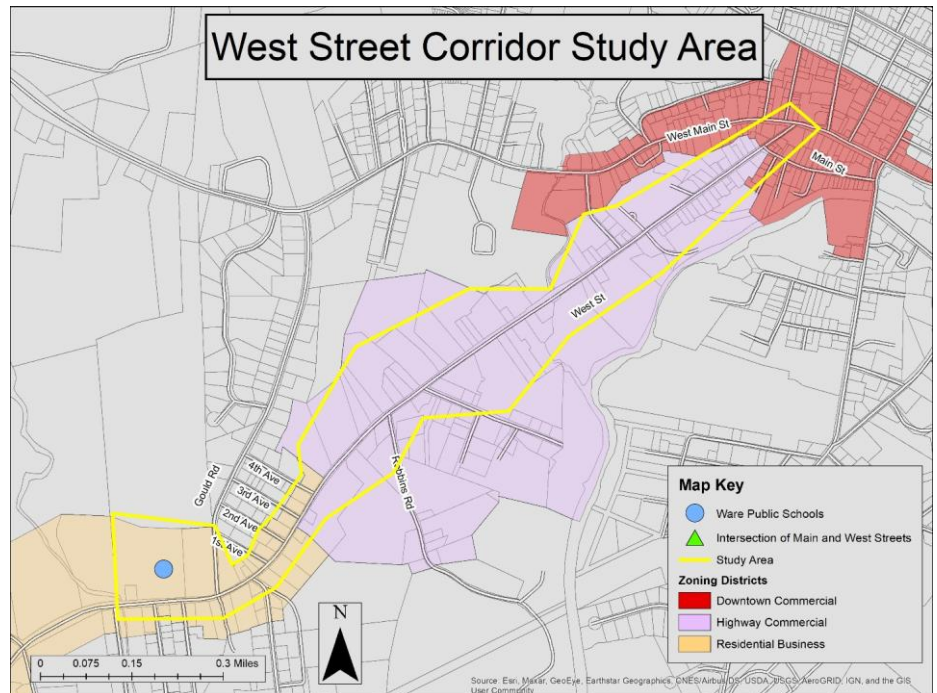 West Street Corridor Study Area
West Main St
Main St
West St
Gould Rd
4th Ave
3rd Ave
2nd Ave
1st Ave
Robbins Rd
Map Key
Ware Public Schools
Intersection of Main and West Streets
Study Area
Zoning Districts
Downtown Commercial
Highway Commercial
Residential Business
N
0 0.075 0.15 0.3 Miles
Source: Esri, Maxar, GeoEye, Earthstar Geographics, CNES/Airbus DS, USDA, USGS, AeroGRID, IGN, and the GIS
User Community